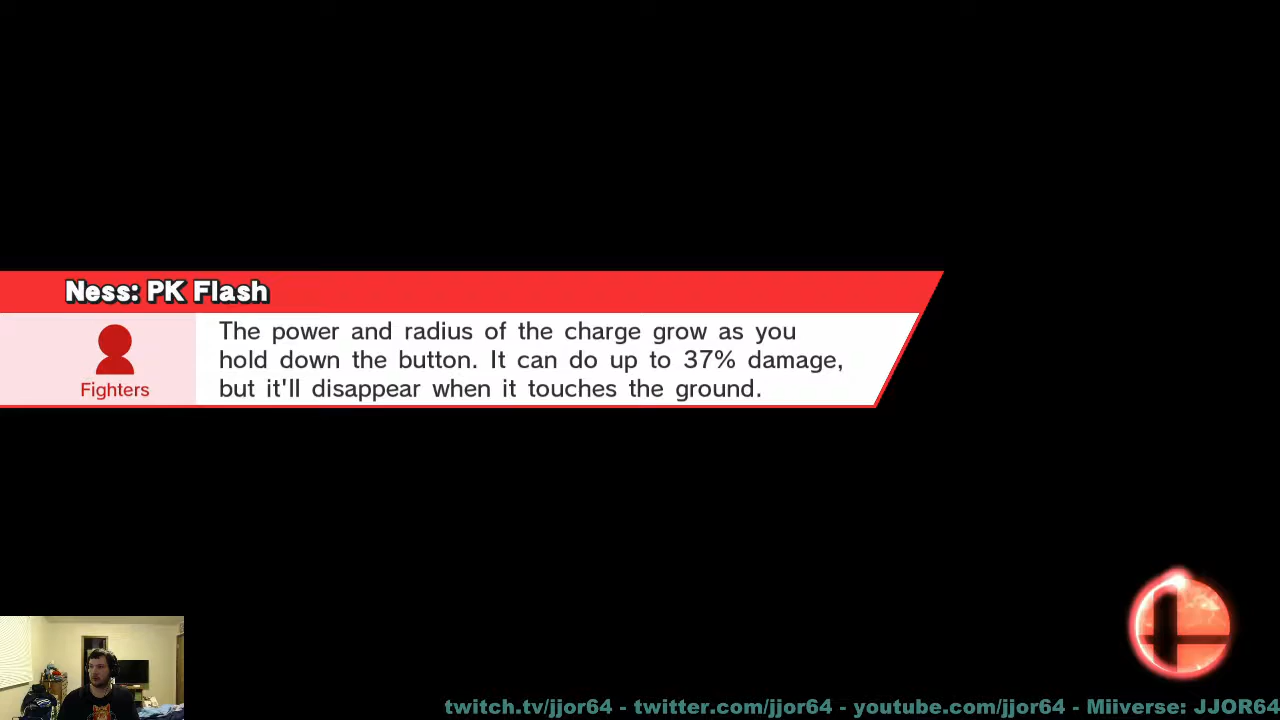 Ness: PK Flash
The power and radius of the charge grow as you
hold down the button. It can do up to 37% damage,
but it'll disappear when it touches the ground.
Fighters
twitch.tv/jjor64 - twitter.com/jjor64 - youtube.com/jjor64 - Miiverse: JJOR64